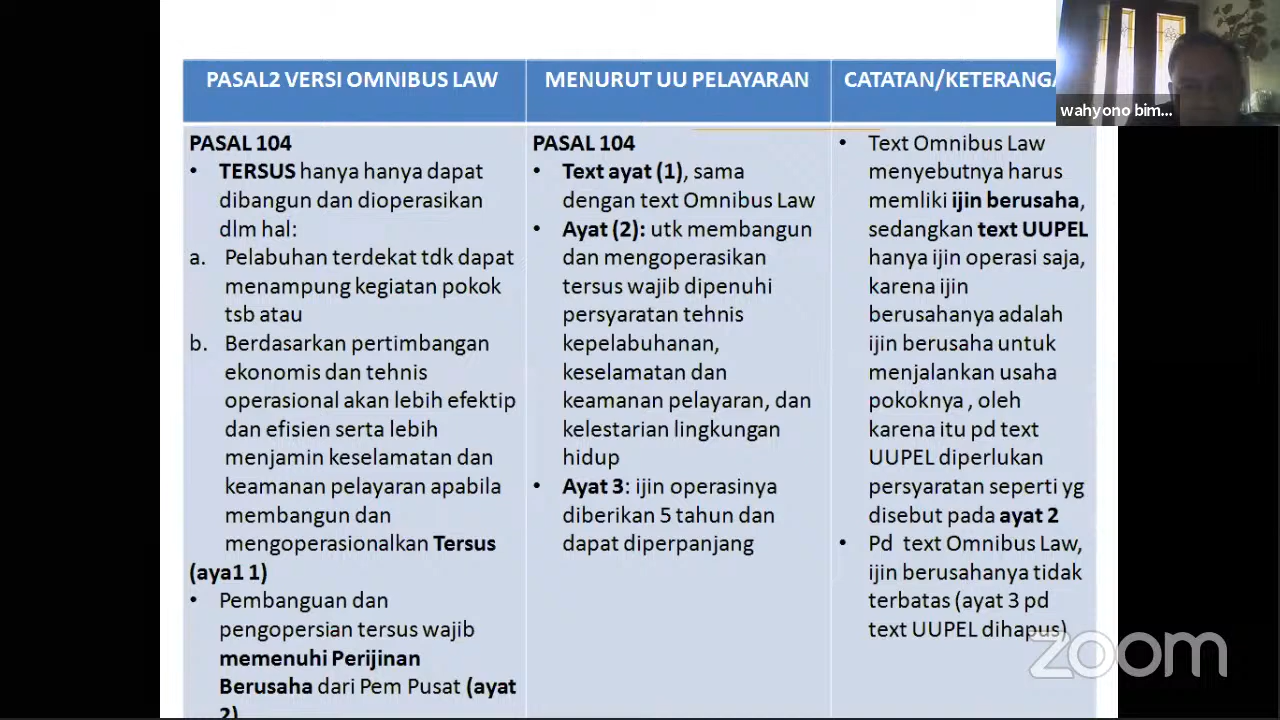 PASAL2 VERSI OMNIBUS LAW
MENURUT UU PELAYARAN
CATATAN/KETERANGA
wahyono bim...
PASAL 104
• TERSUS hanya hanya dapat
dibangun dan dioperasikan
dlm hal:
a. Pelabuhan terdekat tdk dapat
menampung kegiatan pokok
tsb atau
b. Berdasarkan pertimbangan
ekonomis dan tehnis
operasional akan lebih efektip
dan efisien serta lebih
menjamin keselamatan dan
keamanan pelayaran apabila
membangun dan
mengoperasionalkan Tersus
(aya1 1)
• Pembanguan dan
pengopersian tersus wajib
memenuhi Perijinan
Berusaha dari Pem Pusat (ayat
2)
PASAL 104
• Text ayat (1), sama
dengan text Omnibus Law
• Ayat (2): utk membangun
dan mengoperasikan
tersus wajib dipenuhi
persyaratan tehnis
kepelabuhanan,
keselamatan dan
keamanan pelayaran, dan
kelestarian lingkungan
hidup
• Ayat 3: ijin operasinya
diberikan 5 tahun dan
dapat diperpanjang
• Text Omnibus Law
menyebutnya harus
memliki ijin berusaha,
sedangkan text UUPEL
hanya ijin operasi saja,
karena ijin
berusahanya adalah
ijin berusaha untuk
menjalankan usaha
pokoknya , oleh
karena itu pd text
UUPEL diperlukan
persyaratan seperti yg
disebut pada ayat 2
• Pd text Omnibus Law,
ijin berusahanya tidak
terbatas (ayat 3 pd
text UUPEL dihapus)
zoom